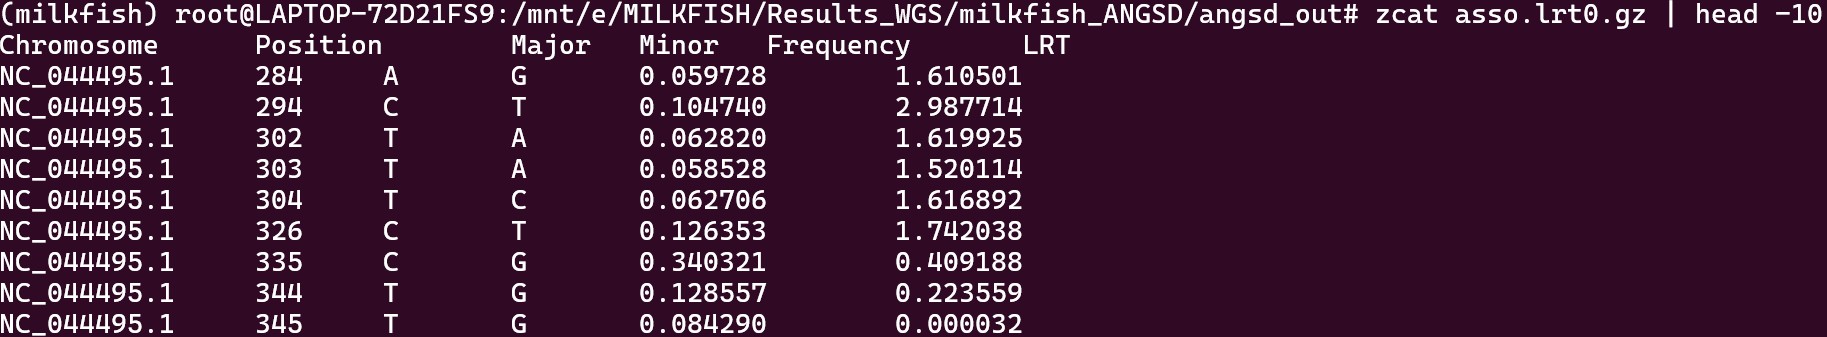 (milkfish) root@LAPTOP-72D21FS9:/mnt/e/MILKFISH/Results_WGS/milkfish_ANGSD/angsd_out# zcat asso.lrt0.gz | head -10
Chromosome Position Major Minor Frequency LRT
NC_044495.1 284 A G 0.059728 1.610501
NC_044495.1 294 C T 0.104740 2.987714
NC_044495.1 302 T A 0.062820 1.619925
NC_044495.1 303 T A 0.058528 1.520114
NC_044495.1 304 T C 0.062706 1.616892
NC_044495.1 326 C T 0.126353 1.742038
NC_044495.1 335 C G 0.340321 0.409188
NC_044495.1 344 T G 0.128557 0.223559
NC_044495.1 345 T G 0.084290 0.000032